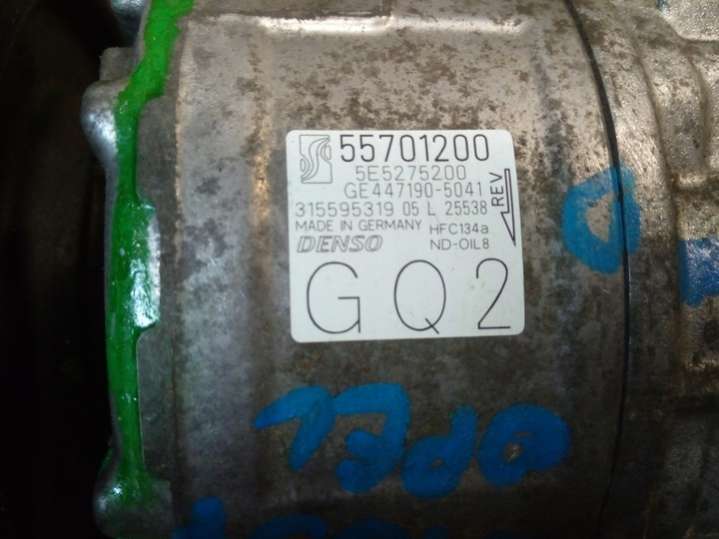 55701200
5E5275200
GE447190-5041
315595319 05 L 25538
REV
MADE IN GERMANY HFC134a
DENSO ND-OIL8
GQ2
OPEL